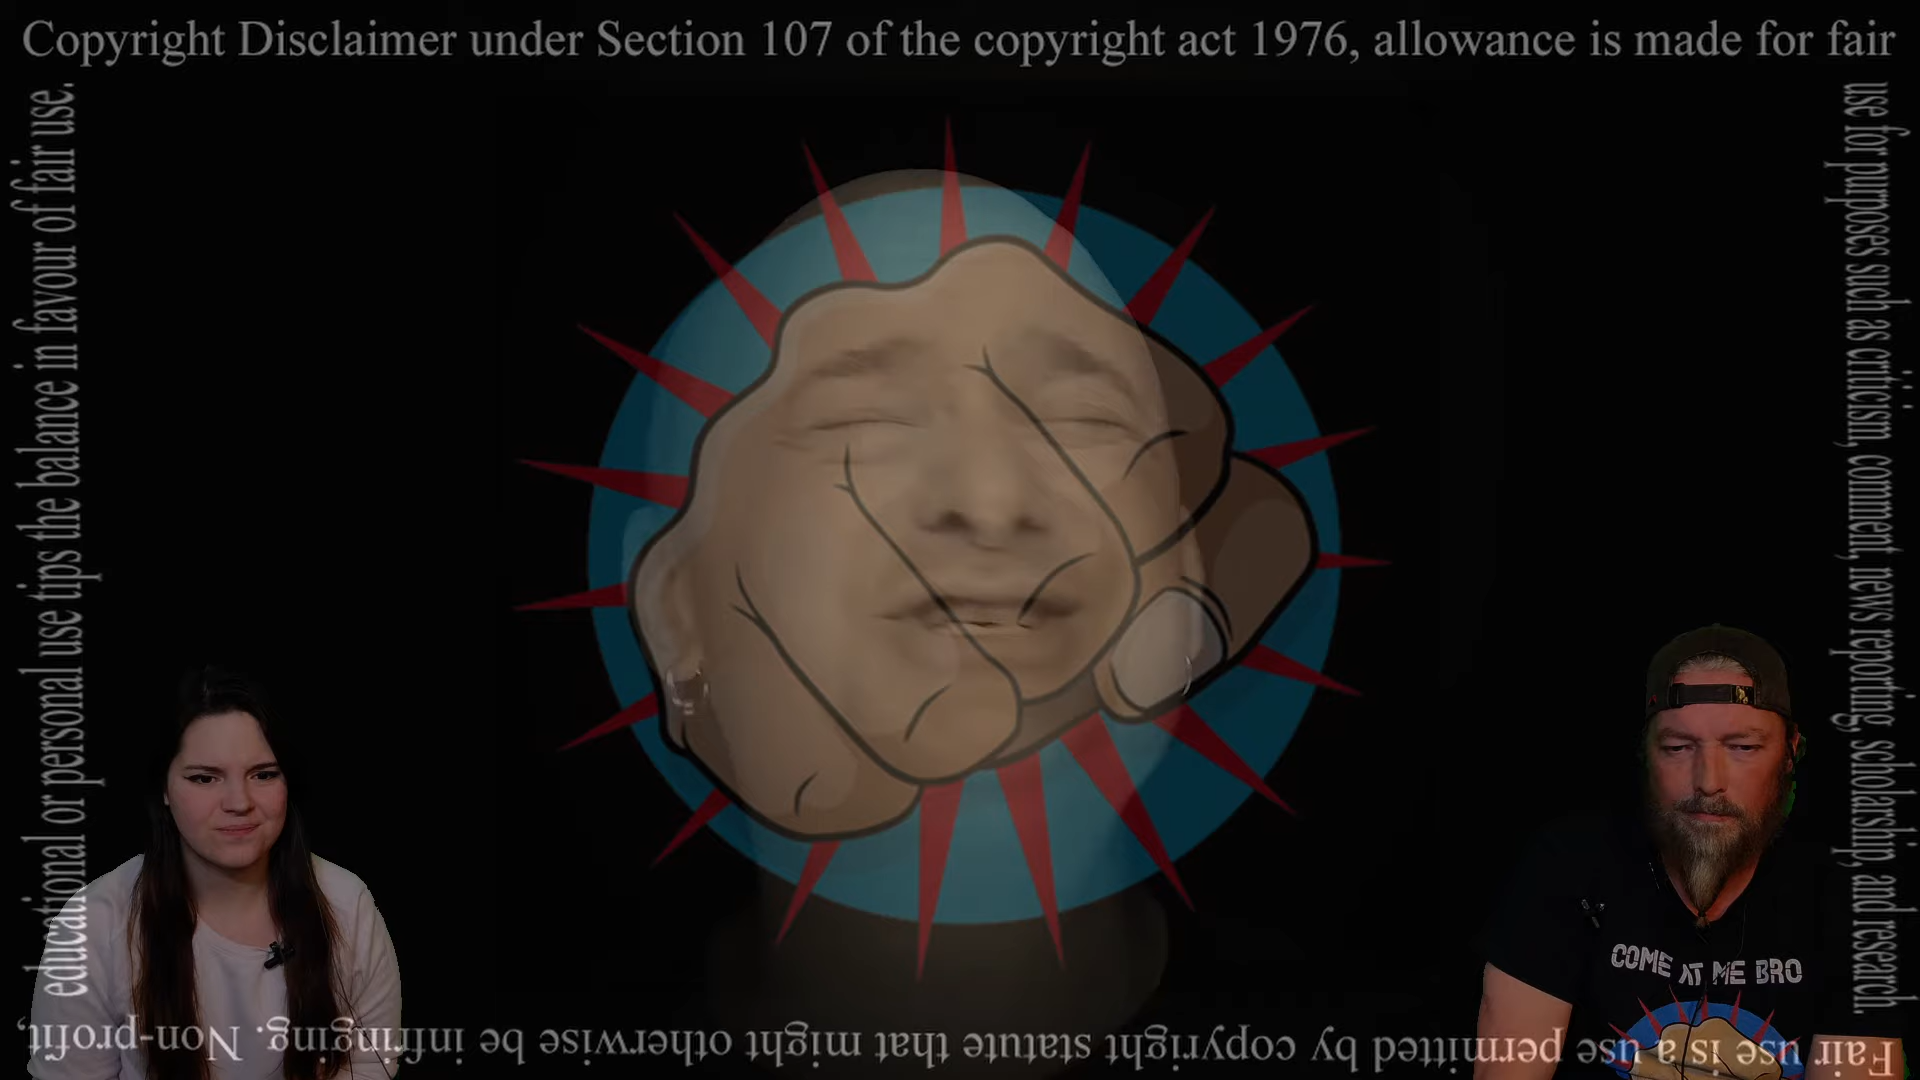 Copyright Disclaimer under Section 107 of the copyright act 1976, allowance is made for fair
use for purposes such as criticism, comment, news reporting, scholarship, and research.
Fair use is a use permitted by copyright statute that might otherwise be infringing. Non-profit,
educational or personal use tips the balance in favour of fair use.
COME AT ME BRO